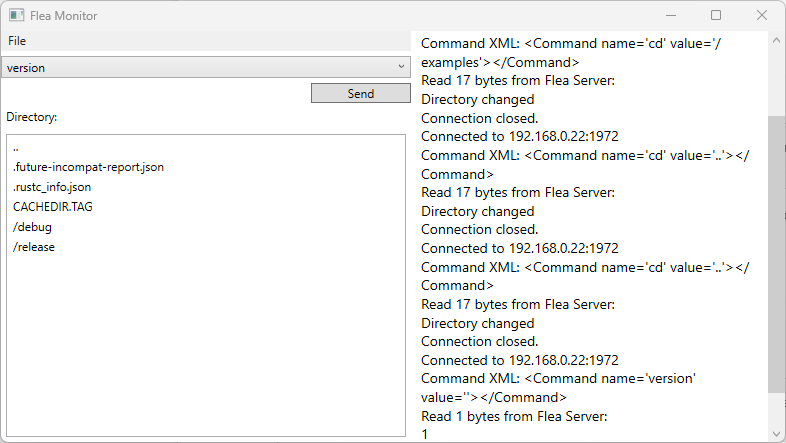 Flea Monitor
File
version
Send
Directory:
..
.future-incompat-report.json
.rustc_info.json
CACHEDIR.TAG
/debug
/release
Command XML: <Command name='cd' value='/
examples'></Command>
Read 17 bytes from Flea Server:
Directory changed
Connection closed.
Connected to 192.168.0.22:1972
Command XML: <Command name='cd' value='..'></
Command>
Read 17 bytes from Flea Server:
Directory changed
Connection closed.
Connected to 192.168.0.22:1972
Command XML: <Command name='cd' value='..'></
Command>
Read 17 bytes from Flea Server:
Directory changed
Connection closed.
Connected to 192.168.0.22:1972
Command XML: <Command name='version'
value=''></Command>
Read 1 bytes from Flea Server:
1